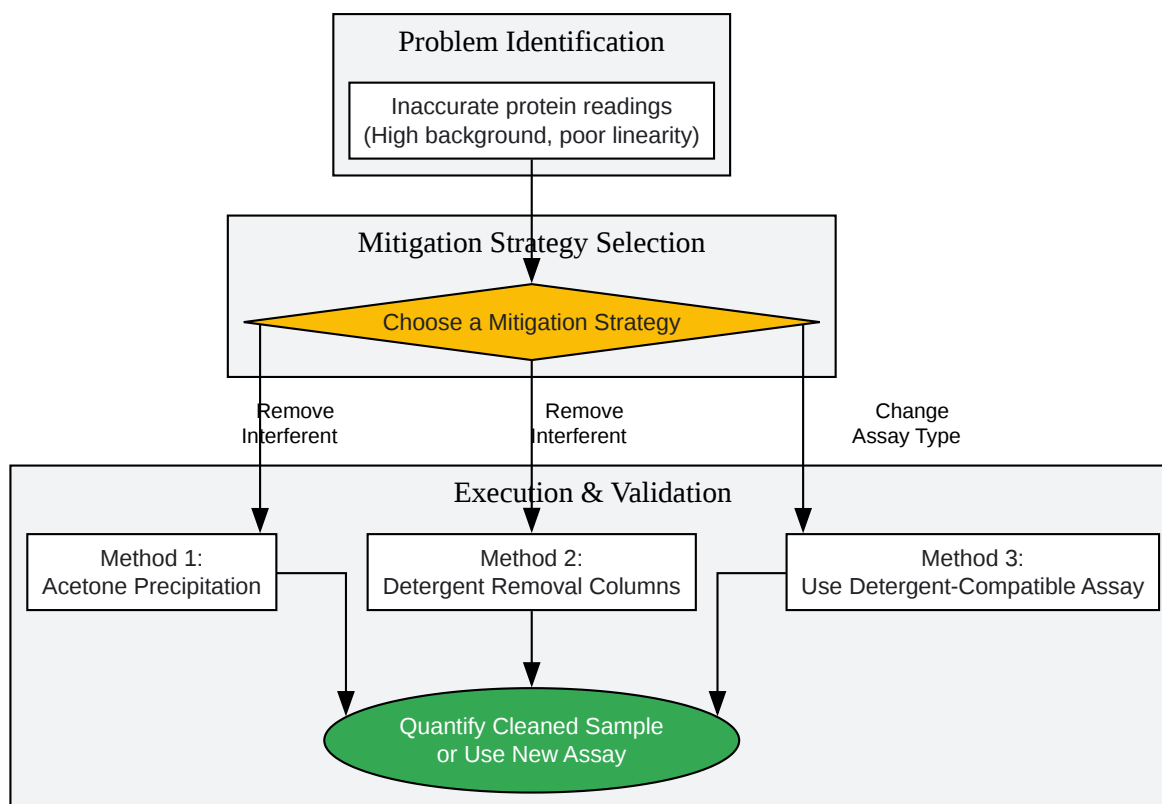 Problem Identification
Inaccurate protein readings
(High background, poor linearity)
Mitigation Strategy Selection
Choose a Mitigation Strategy
Remove
Interferent
Remove
Interferent
Change
Assay Type
Execution & Validation
Method 1:
Acetone Precipitation
Method 2:
Detergent Removal Columns
Method 3:
Use Detergent-Compatible Assay
Quantify Cleaned Sample
or Use New Assay